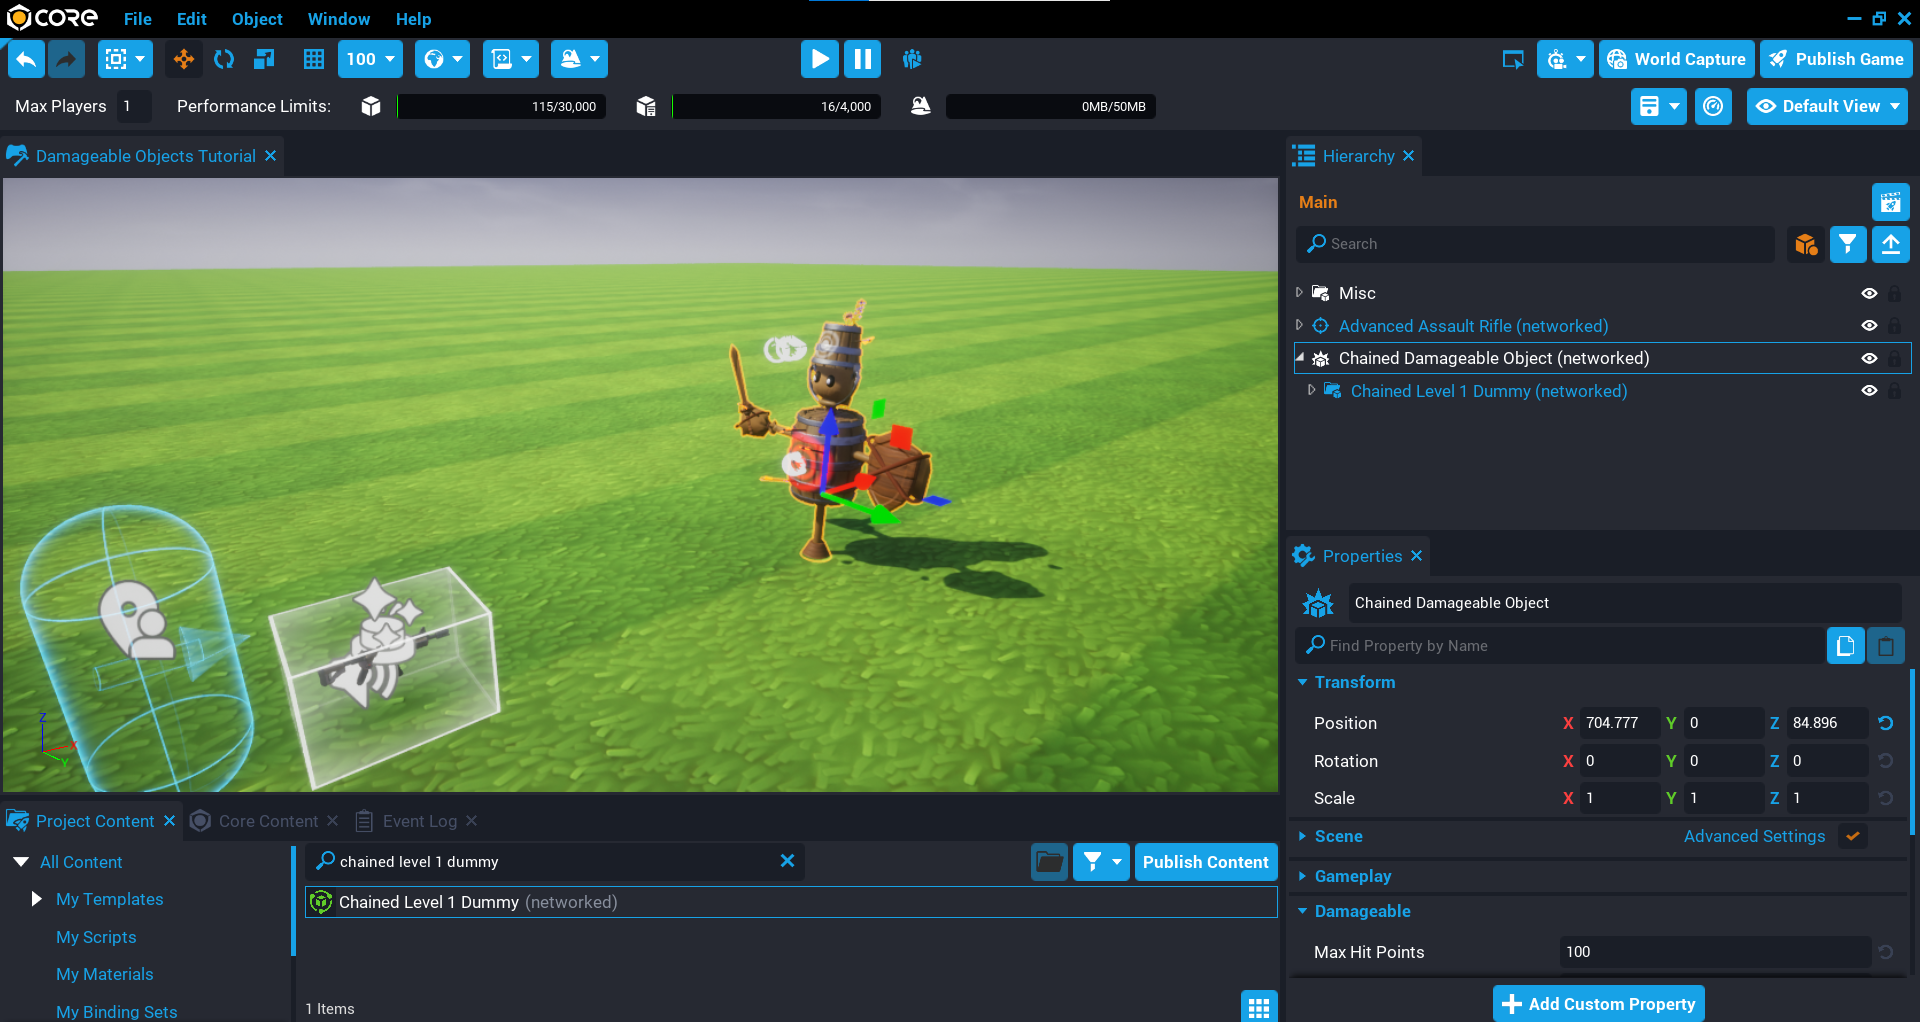 CORE File Edit Object Window Help
100 World Capture Publish Game
Max Players 1 Performance Limits: 115/30,000 16/4,000 0MB/50MB Default View
Damageable Objects Tutorial
Z
X
Y
Hierarchy
Main
Search
Misc
Advanced Assault Rifle (networked)
Chained Damageable Object (networked)
Chained Level 1 Dummy (networked)
Properties
Chained Damageable Object
Find Property by Name
Transform
Position X 704.777 Y 0 Z 84.896
Rotation X 0 Y 0 Z 0
Scale X 1 Y 1 Z 1
Scene Advanced Settings
Gameplay
Damageable
Max Hit Points 100
Add Custom Property
Project Content Core Content Event Log
All Content
My Templates
My Scripts
My Materials
My Binding Sets
chained level 1 dummy Publish Content
Chained Level 1 Dummy (networked)
1 Items